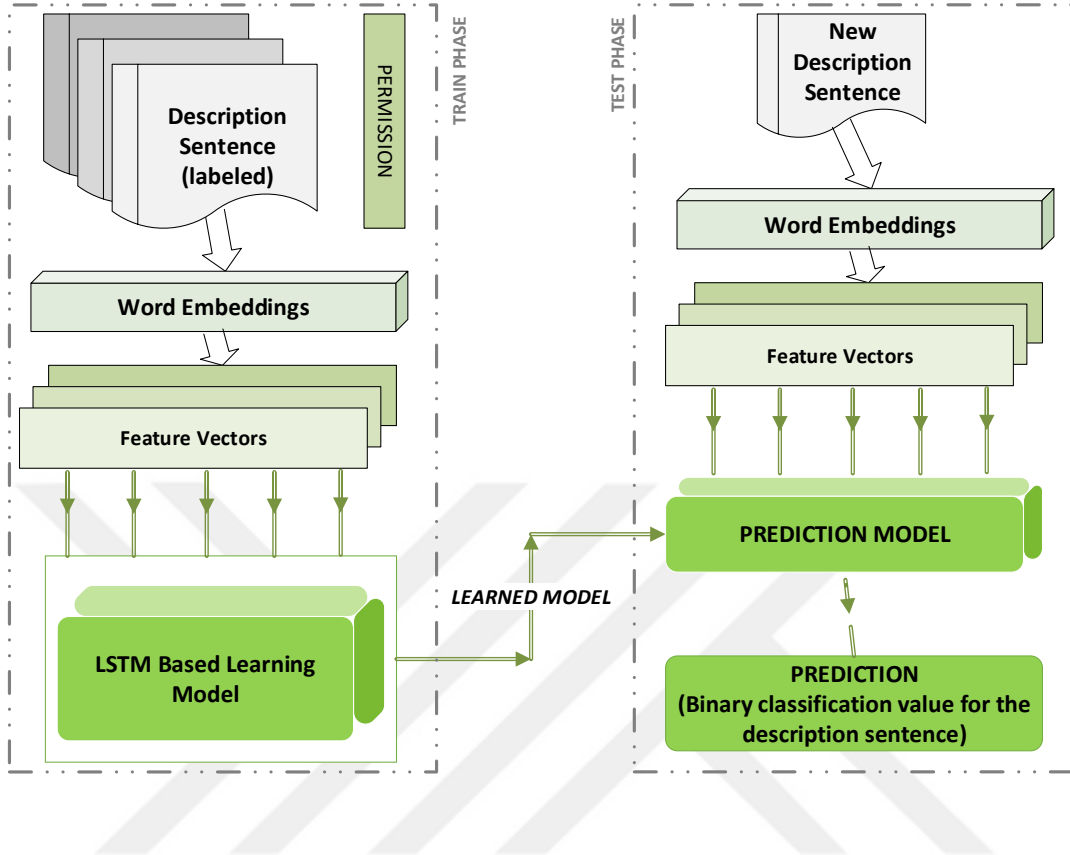 Description
Sentence
(labeled)
PERMISSION
TRAIN PHASE
Word Embeddings
Feature Vectors
LSTM Based Learning
Model
LEARNED MODEL
TEST PHASE
New
Description
Sentence
Word Embeddings
Feature Vectors
PREDICTION MODEL
PREDICTION
(Binary classification value for the
description sentence)